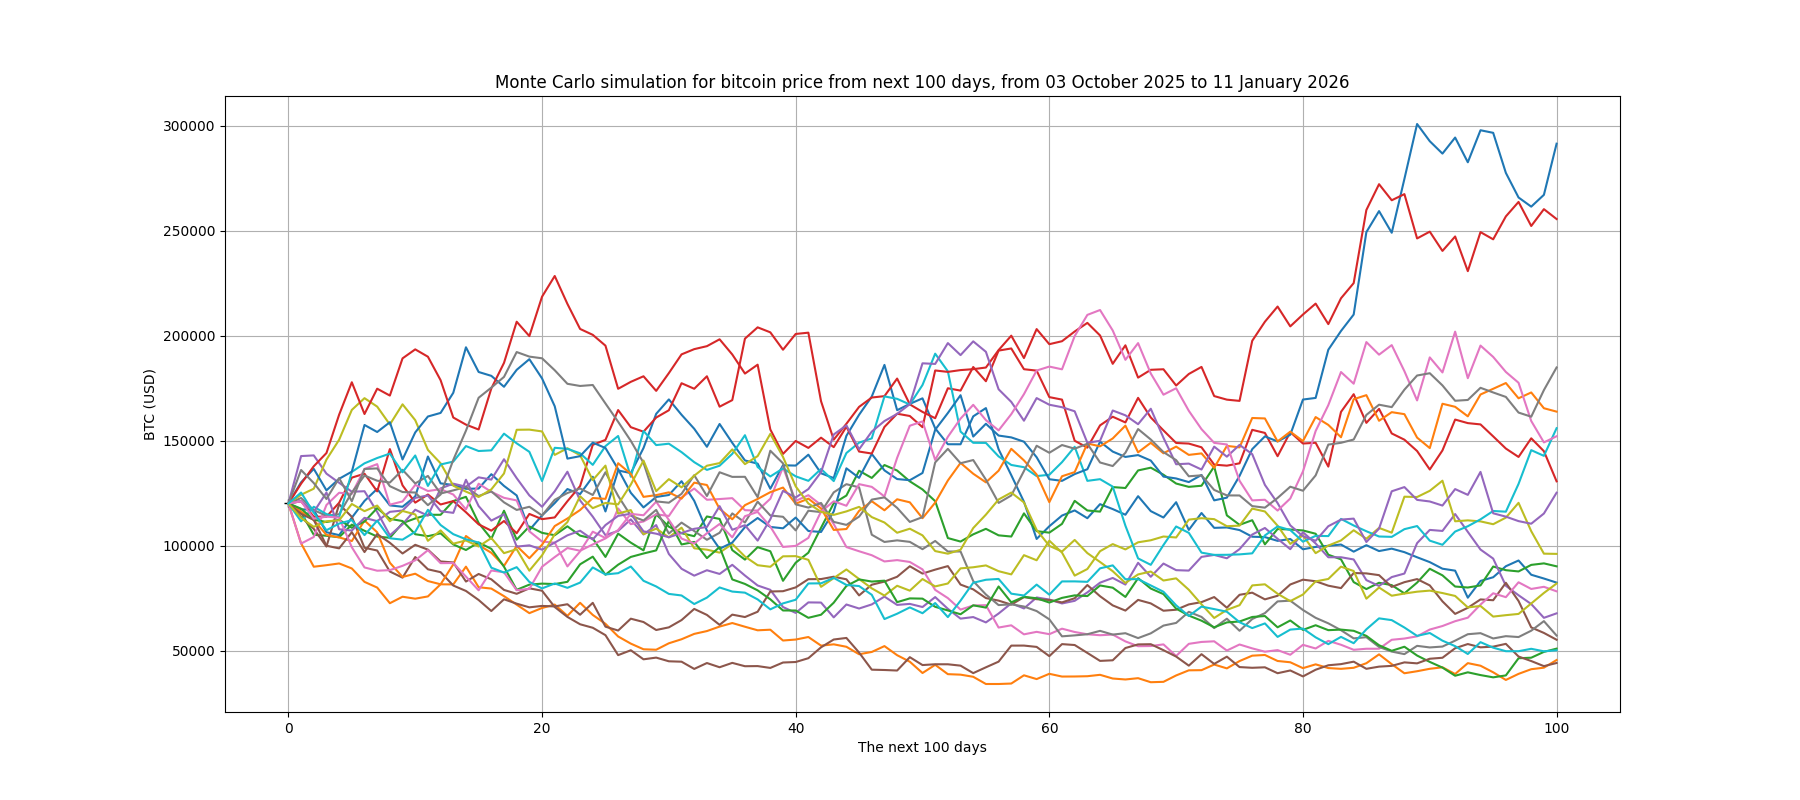 Monte Carlo simulation for bitcoin price from next 100 days, from 03 October 2025 to 11 January 2026
300000
250000
200000
150000
100000
50000
BTC (USD)
0 20 40 60 80 100
The next 100 days